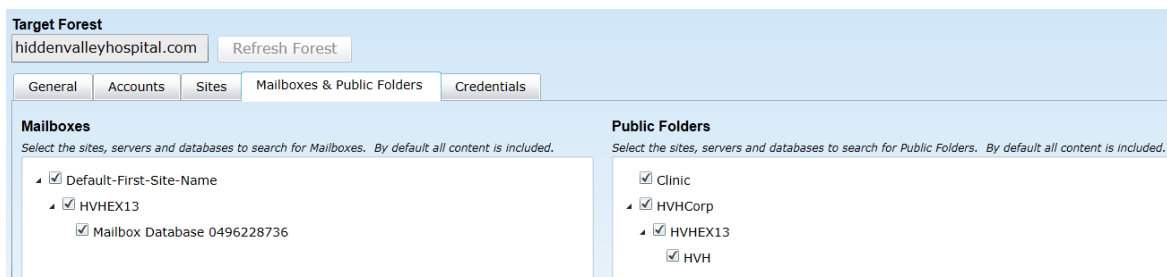 Target Forest
hiddenvalleyhospital.com Refresh Forest
General Accounts Sites Mailboxes & Public Folders Credentials
Mailboxes
Select the sites, servers and databases to search for Mailboxes. By default all content is included.
Default-First-Site-Name
HVHEX13
Mailbox Database 0496228736
Public Folders
Select the sites, servers and databases to search for Public Folders. By default all content is included.
Clinic
HVHCorp
HVHEX13
HVH